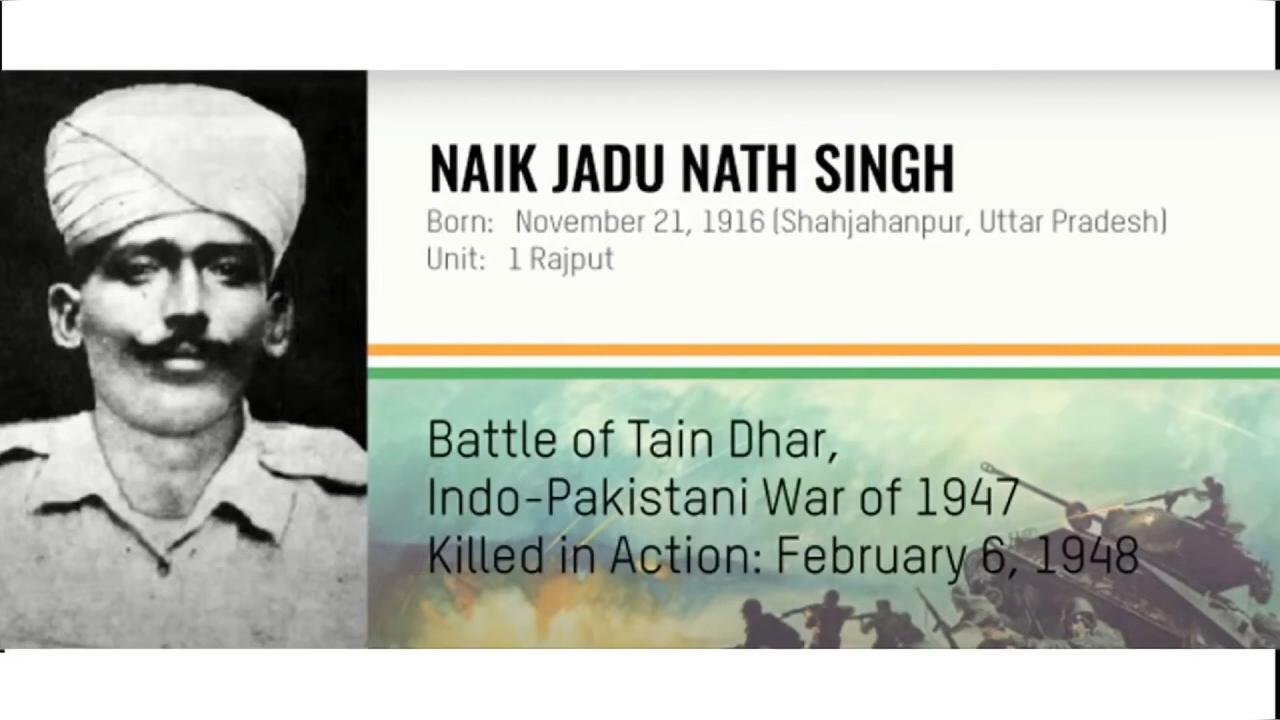 NAIK JADU NATH SINGH
Born: November 21, 1916 (Shahjahanpur, Uttar Pradesh)
Unit: 1 Rajput
Battle of Tain Dhar,
Indo-Pakistani War of 1947
Killed in Action: February 6, 1948